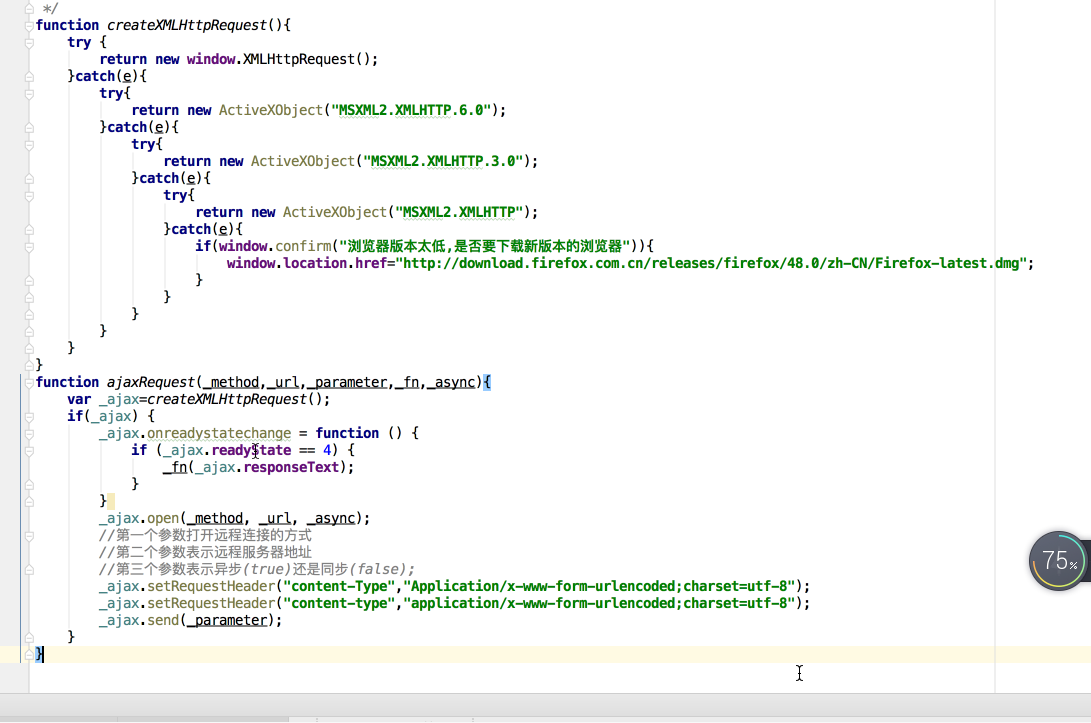 */
function createXMLHttpRequest(){
try {
return new window.XMLHttpRequest();
}catch(e){
try{
return new ActiveXObject("MSXML2.XMLHTTP.6.0");
}catch(e){
try{
return new ActiveXObject("MSXML2.XMLHTTP.3.0");
}catch(e){
try{
return new ActiveXObject("MSXML2.XMLHTTP");
}catch(e){
if(window.confirm("浏览器版本太低,是否要下载新版本的浏览器")){
window.location.href="http://download.firefox.com.cn/releases/firefox/48.0/zh-CN/Firefox-latest.dmg";
}
}
}
}
}
}
function ajaxRequest(_method,_url,_parameter,_fn,_async){
var _ajax=createXMLHttpRequest();
if(_ajax) {
_ajax.onreadystatechange = function () {
if (_ajax.readyState == 4) {
_fn(_ajax.responseText);
}
}
_ajax.open(_method, _url, _async);
//第一个参数打开远程连接的方式
//第二个参数表示远程服务器地址
//第三个参数表示异步(true)还是同步(false);
_ajax.setRequestHeader("content-Type","Application/x-www-form-urlencoded;charset=utf-8");
_ajax.setRequestHeader("content-type","application/x-www-form-urlencoded;charset=utf-8");
_ajax.send(_parameter);
}
}
75%